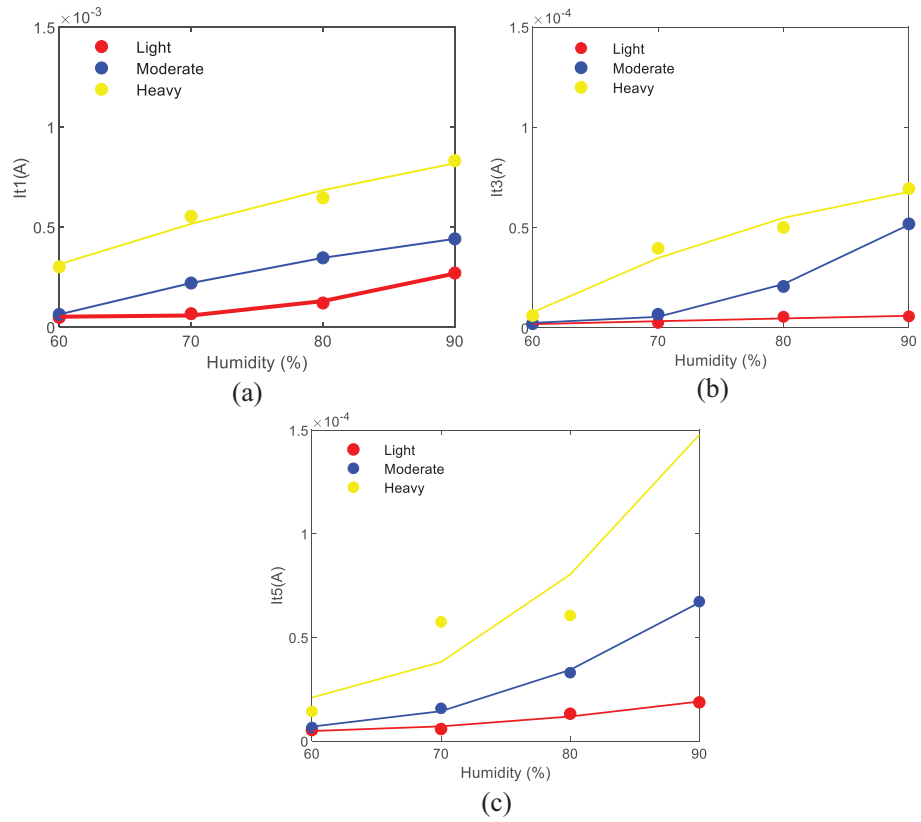 ×10⁻³
1.5
1
0.5
0
It1(A)
Light
Moderate
Heavy
60 70 80 90
Humidity (%)
(a)
×10⁻⁴
1.5
1
0.5
0
It3(A)
Light
Moderate
Heavy
60 70 80 90
Humidity (%)
(b)
×10⁻⁴
1.5
1
0.5
0
It5(A)
Light
Moderate
Heavy
60 70 80 90
Humidity (%)
(c)